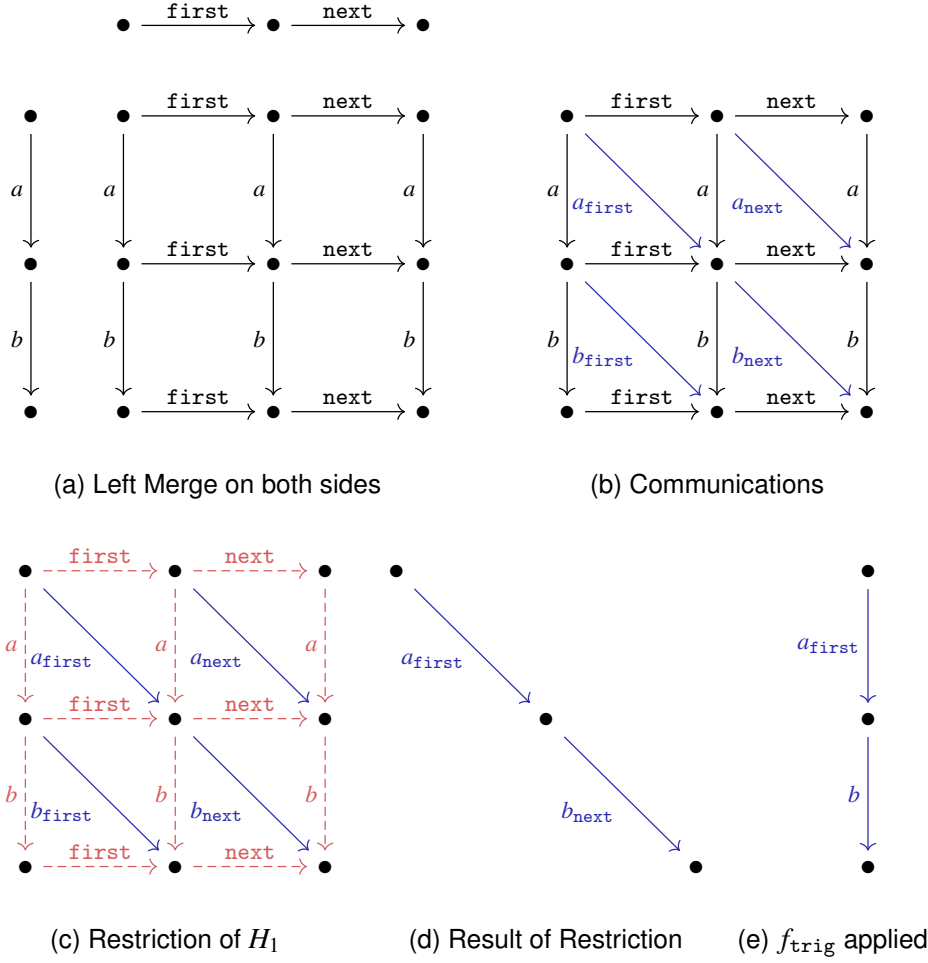 first next
first next first next
a a a a a a a
a_first a_next
first next first next
b b b b b b b
b_first b_next
first next first next
(a) Left Merge on both sides
(b) Communications
first next
a a a
a_first a_next
first next
b b b
b_first b_next
first next
a_first
b_next
a_first
b
(c) Restriction of H_1
(d) Result of Restriction
(e) f_trig applied